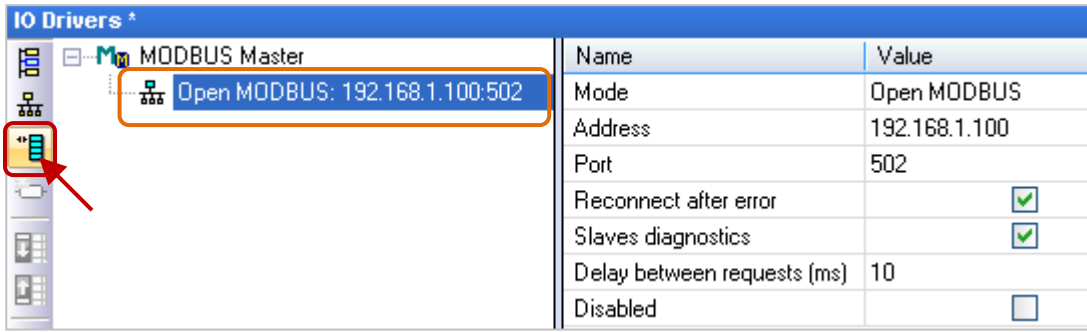 IO Drivers *
MODBUS Master
Open MODBUS: 192.168.1.100:502
Name Value
Mode Open MODBUS
Address 192.168.1.100
Port 502
Reconnect after error
Slaves diagnostics
Delay between requests (ms) 10
Disabled